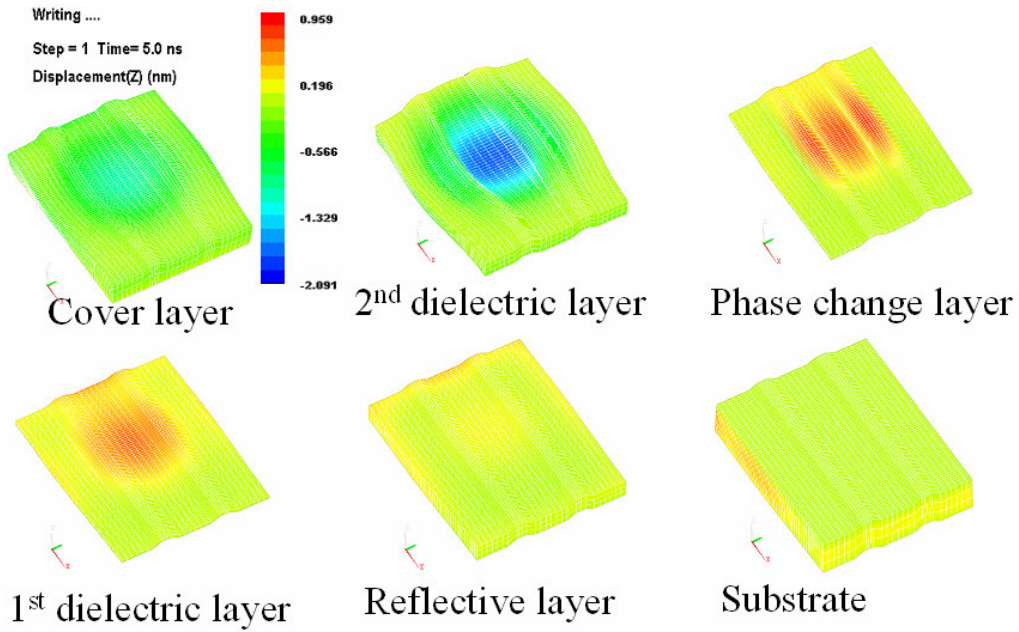 Writing ....
Step = 1 Time= 5.0 ns
Displacement(Z) (nm)
0.959
0.196
-0.566
-1.329
-2.091
Cover layer
2nd dielectric layer
Phase change layer
1st dielectric layer
Reflective layer
Substrate